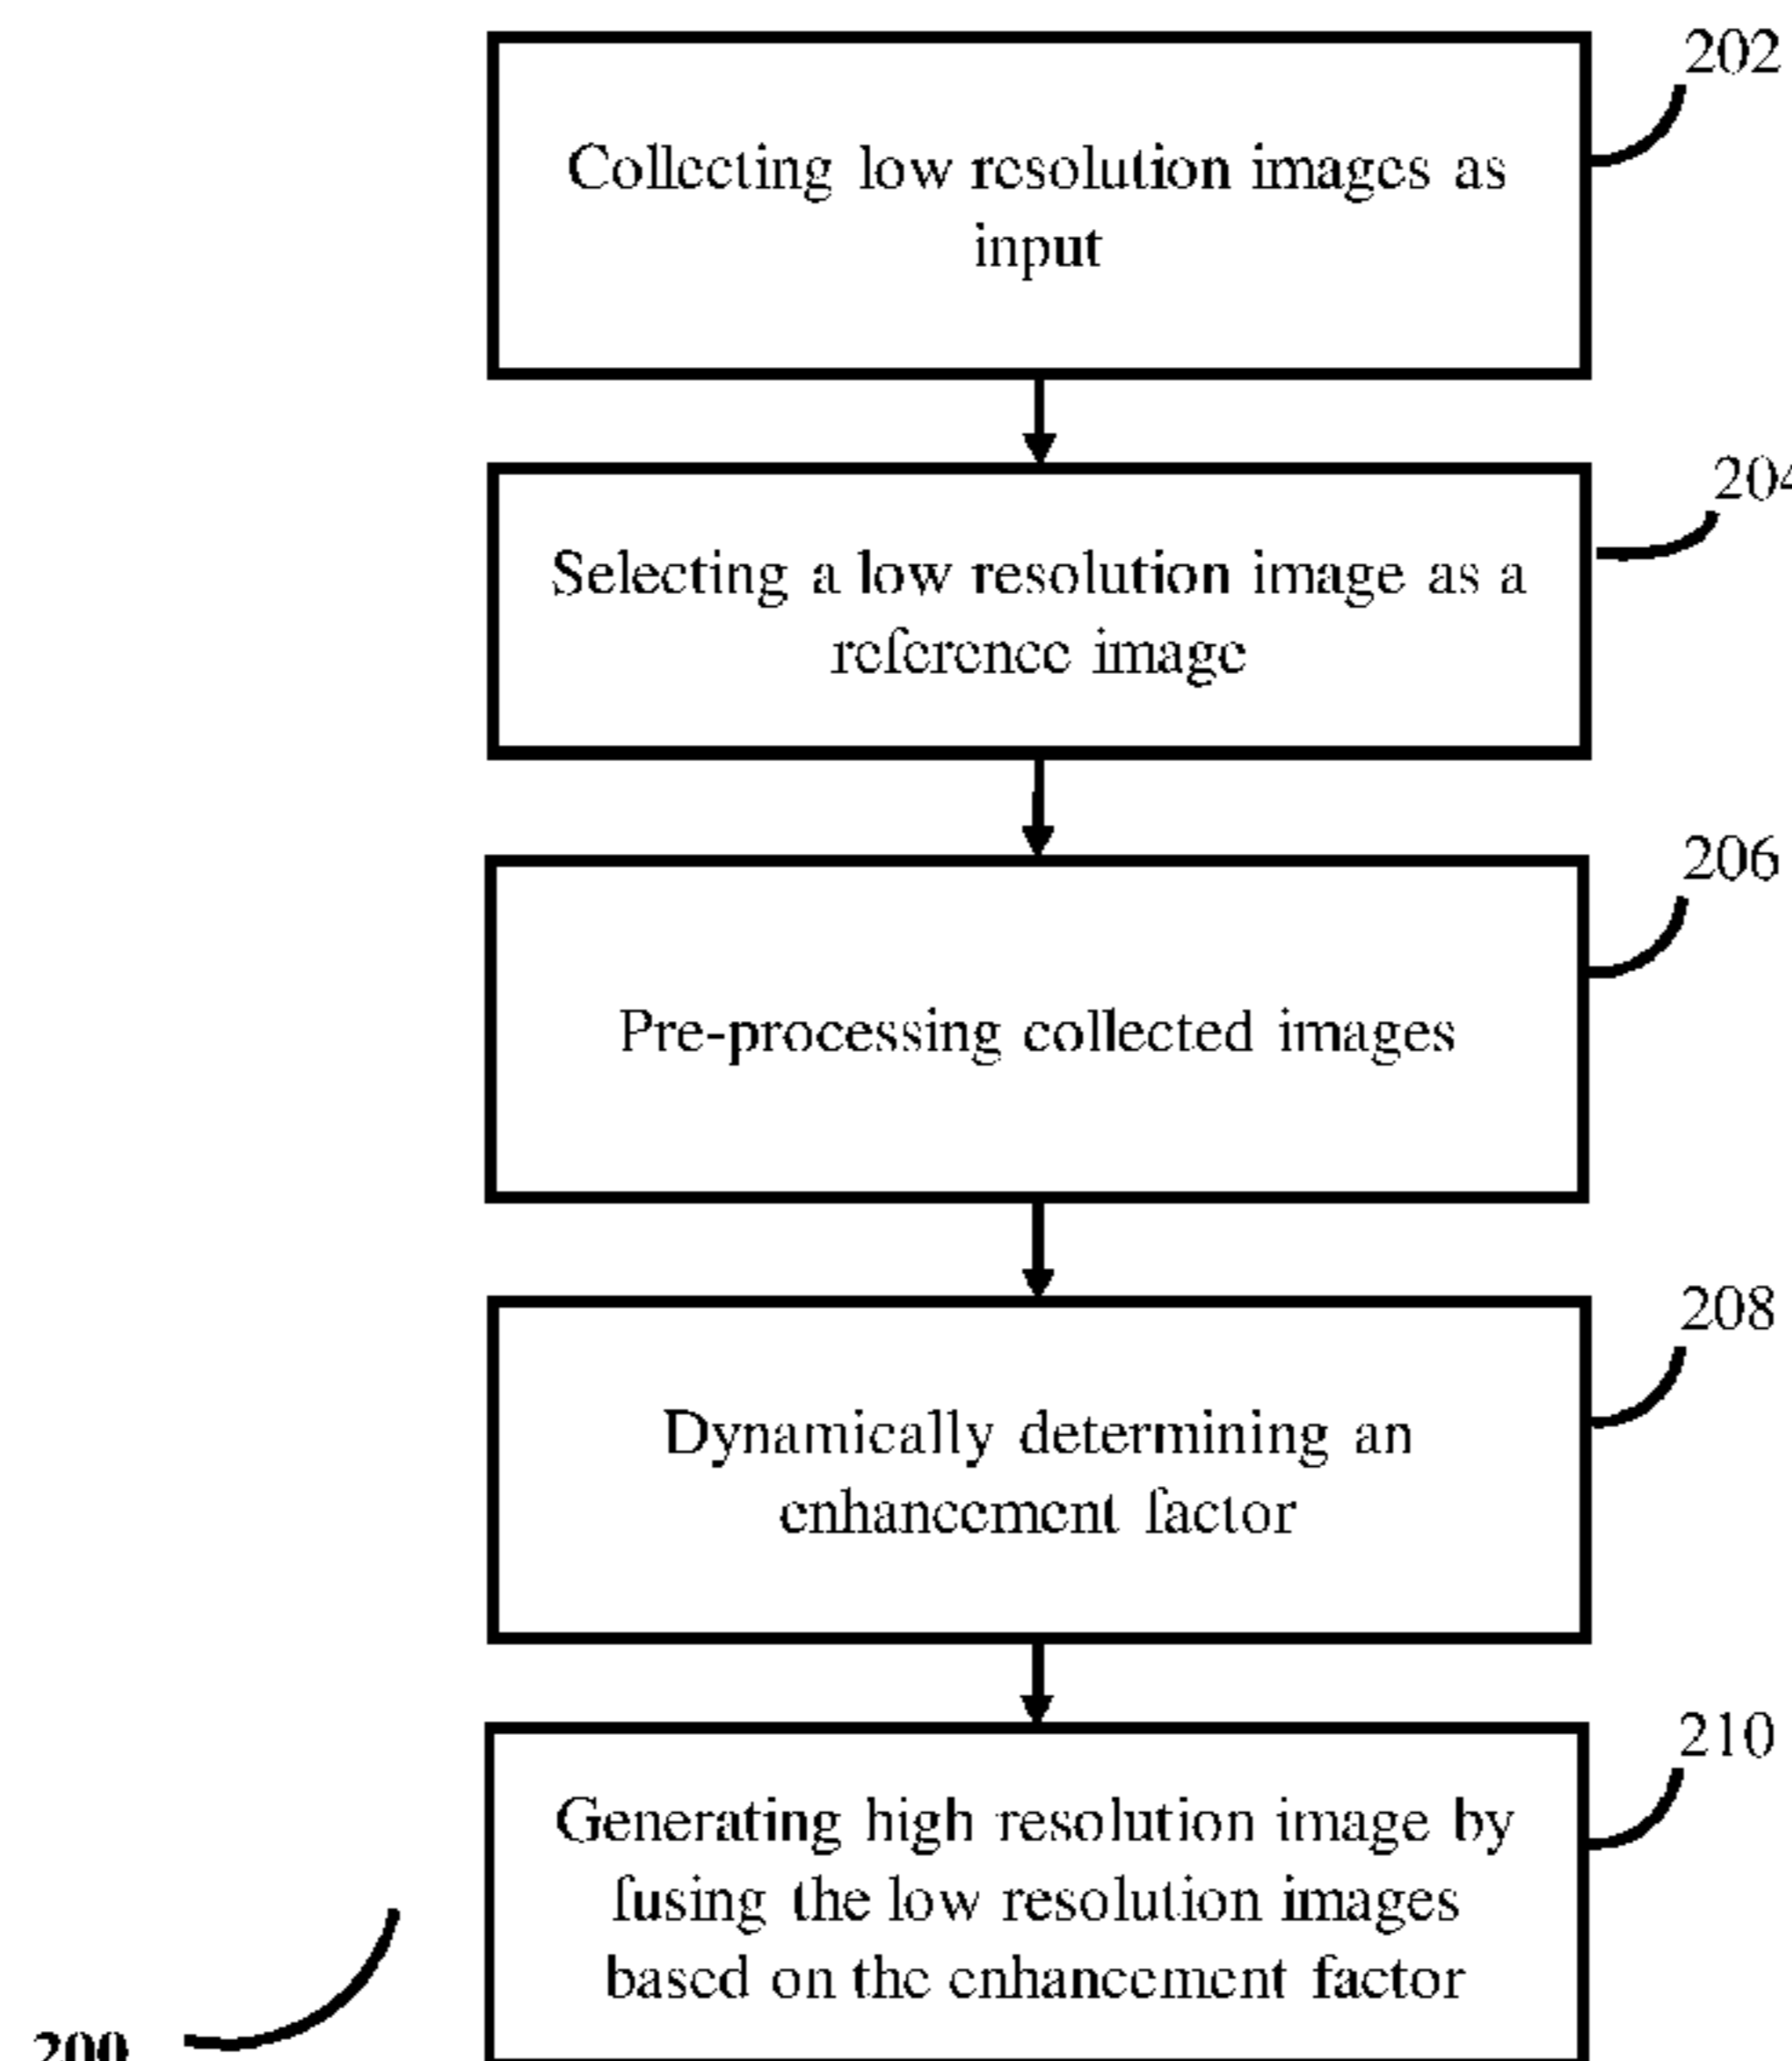 202
Collecting low resolution images as
input
204
Selecting a low resolution image as a
reference image
206
Pre-processing collected images
208
Dynamically determining an
enhancement factor
210
Generating high resolution image by
fusing the low resolution images
based on the enhancement factor
200